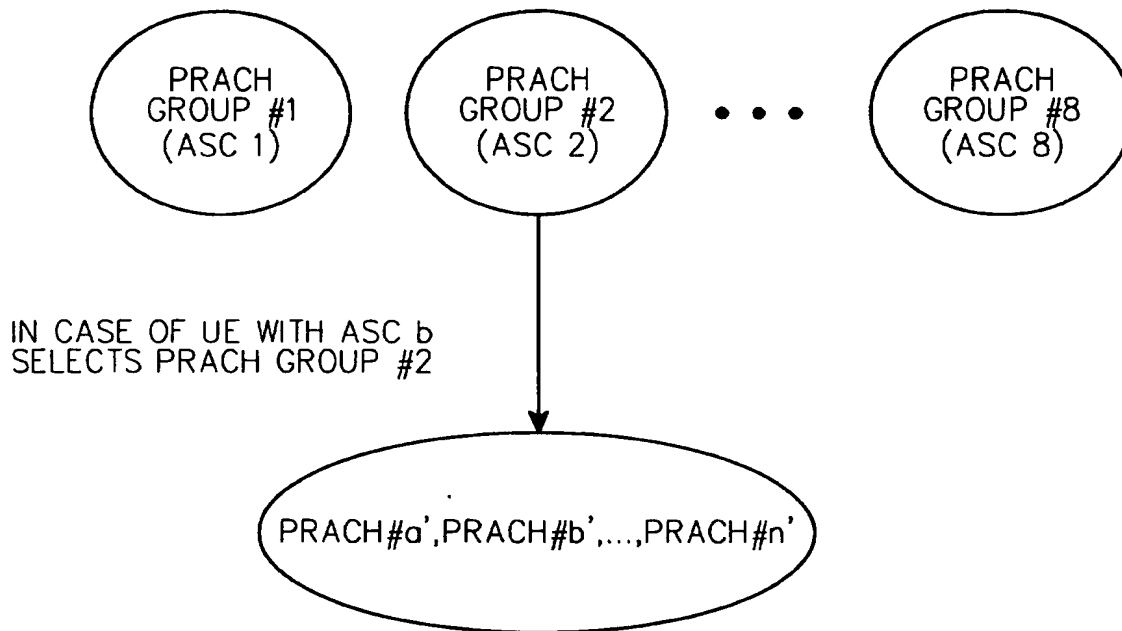 PRACH
GROUP #1
(ASC 1)
PRACH
GROUP #2
(ASC 2)
• • •
PRACH
GROUP #8
(ASC 8)
IN CASE OF UE WITH ASC b
SELECTS PRACH GROUP #2
PRACH#a',PRACH#b',...,PRACH#n'